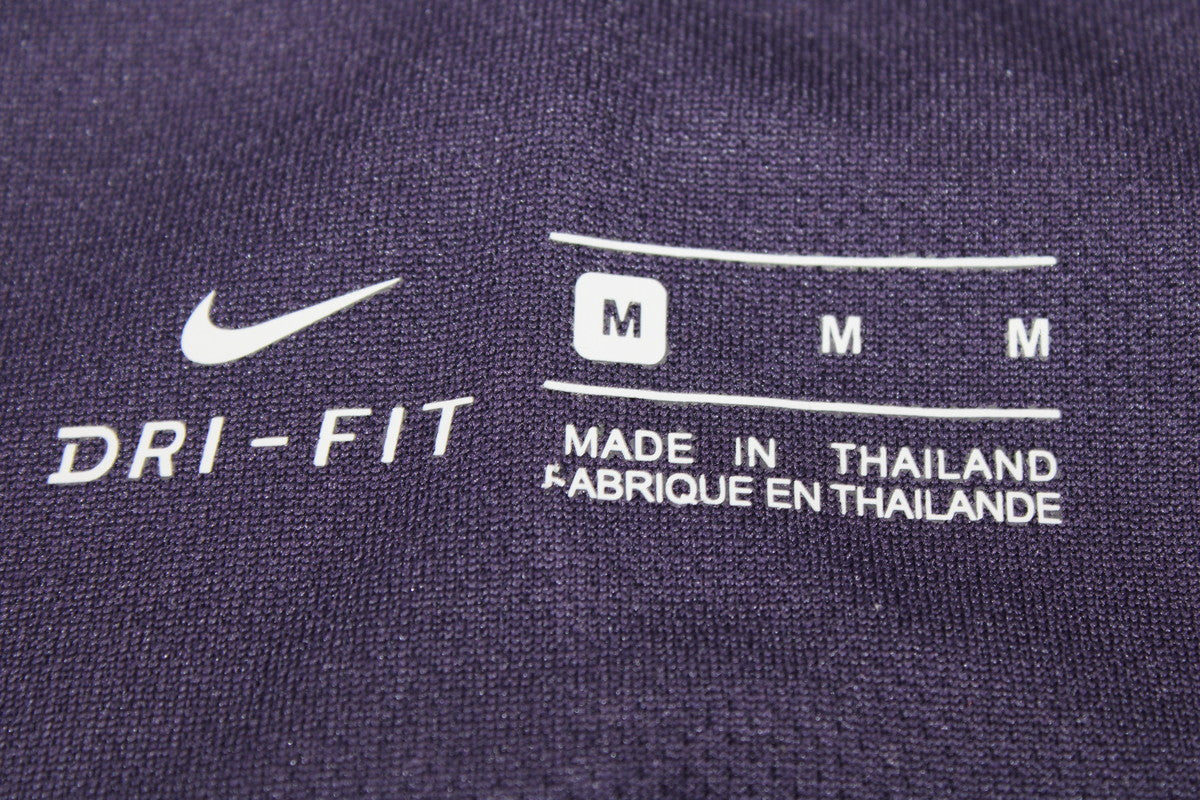 M M M
DRI-FIT
MADE IN THAILAND
FABRIQUE EN THAILANDE